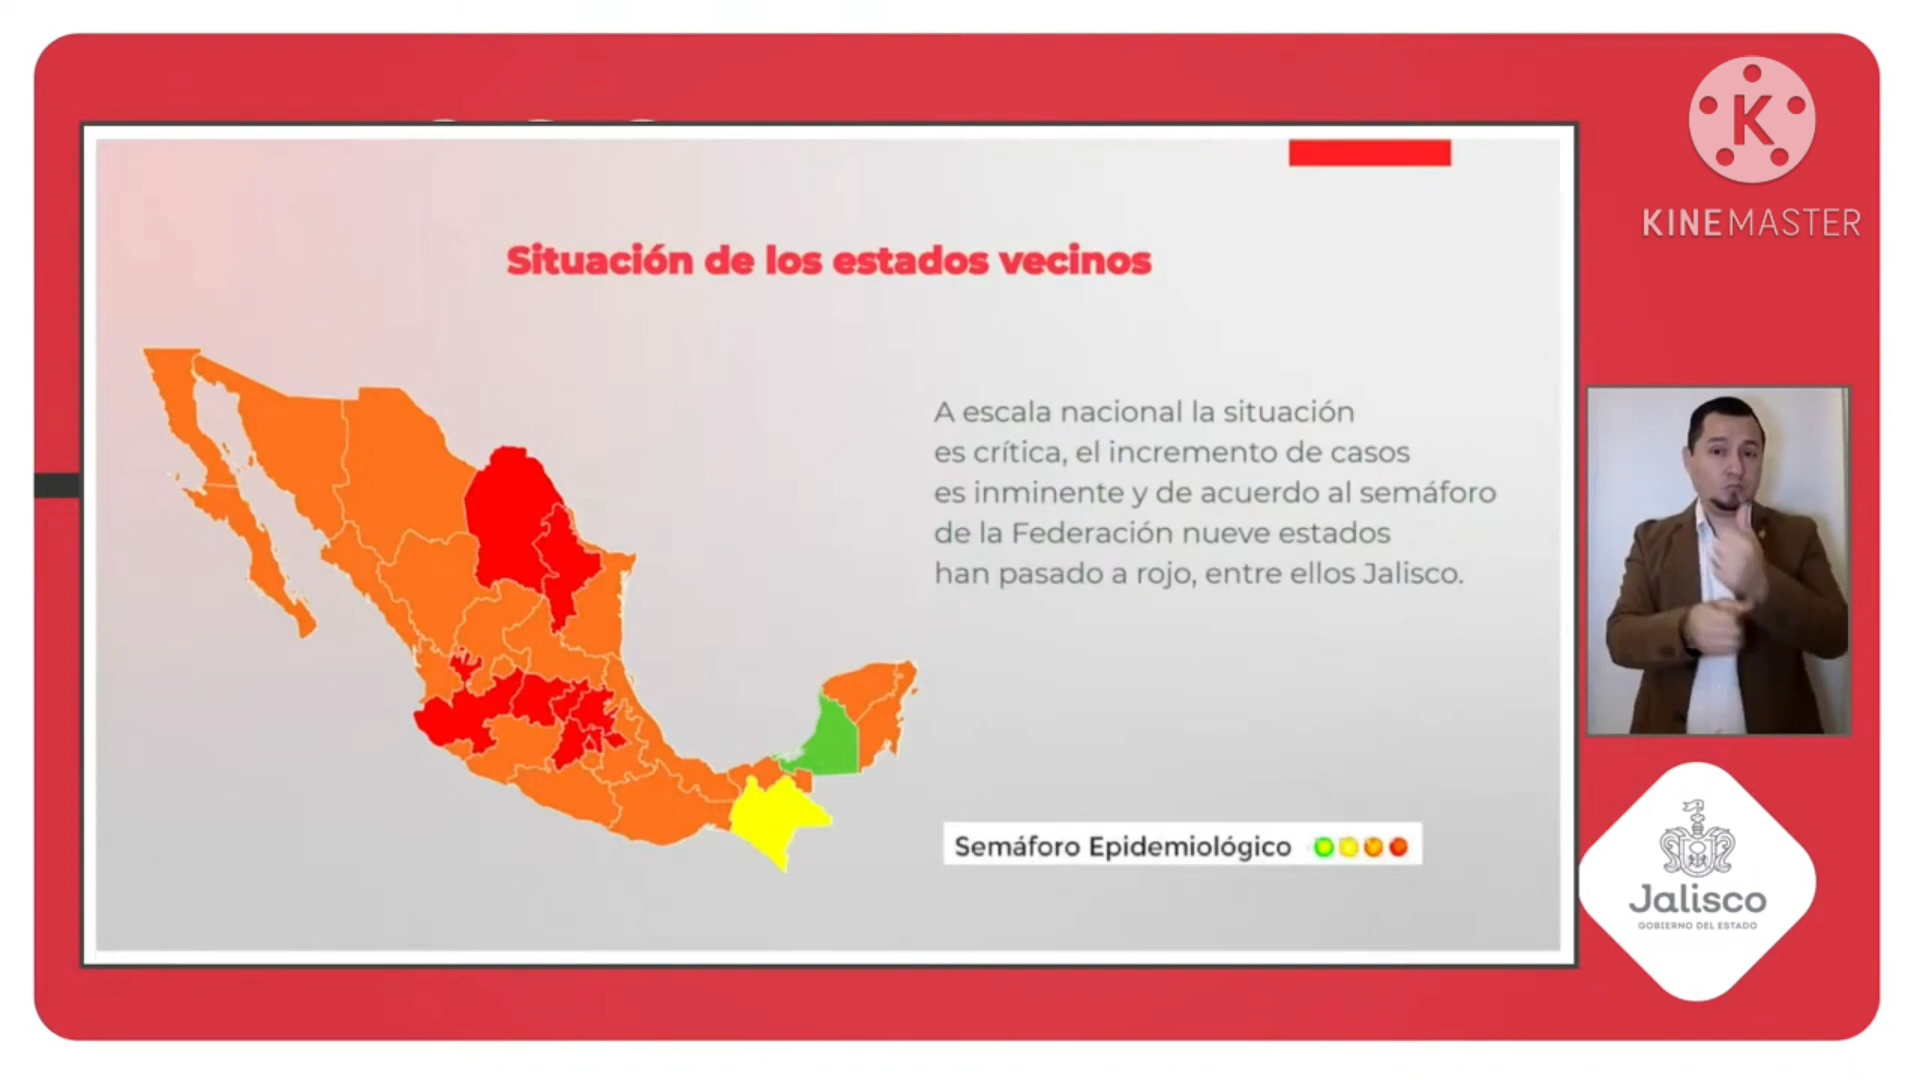 K
KINEMASTER
Situación de los estados vecinos
A escala nacional la situación
es crítica, el incremento de casos
es inminente y de acuerdo al semáforo
de la Federación nueve estados
han pasado a rojo, entre ellos Jalisco.
Semáforo Epidemiológico
Jalisco
GOBIERNO DEL ESTADO